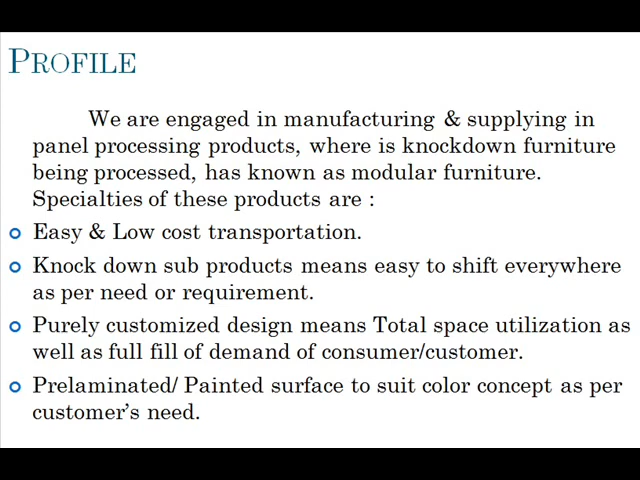 PROFILE
We are engaged in manufacturing & supplying in
panel processing products, where is knockdown furniture
being processed, has known as modular furniture.
Specialties of these products are :
Easy & Low cost transportation.
Knock down sub products means easy to shift everywhere
as per need or requirement.
Purely customized design means Total space utilization as
well as full fill of demand of consumer/customer.
Prelaminated/ Painted surface to suit color concept as per
customer's need.